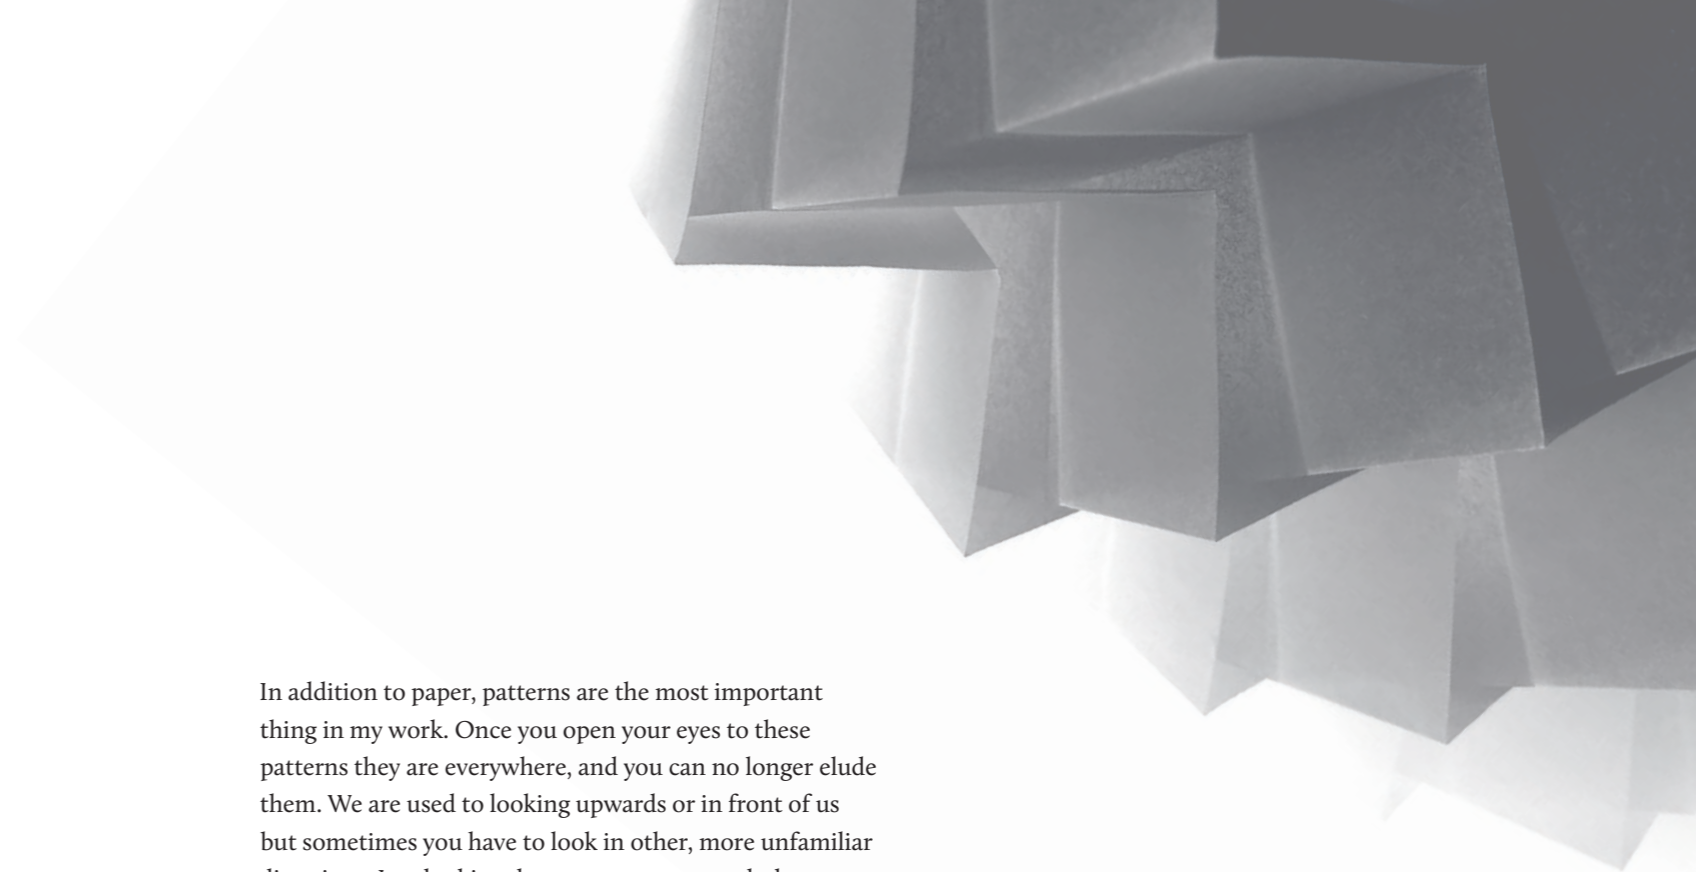 In addition to paper, patterns are the most important
thing in my work. Once you open your eyes to these
patterns they are everywhere, and you can no longer elude
them. We are used to looking upwards or in front of us
but sometimes you have to look in other, more unfamiliar